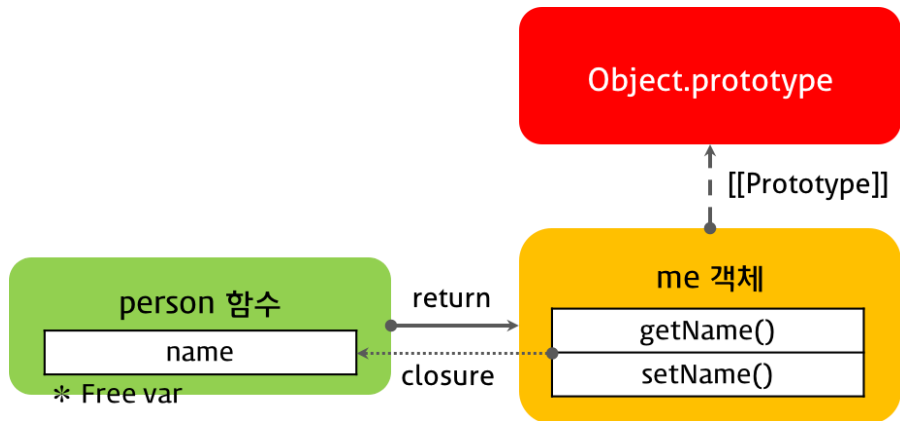 Object.prototype
[[Prototype]]
person 함수
name
* Free var
return
closure
me 객체
getName()
setName()